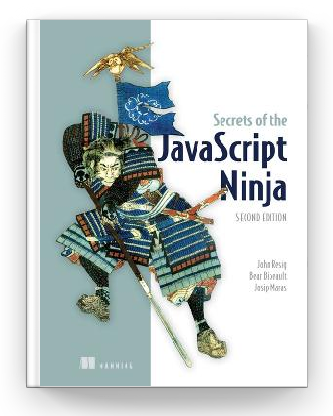 Secrets of the
JavaScript
Ninja
SECOND EDITION
John Resig
Bear Bibeault
Josip Maras
MANNING